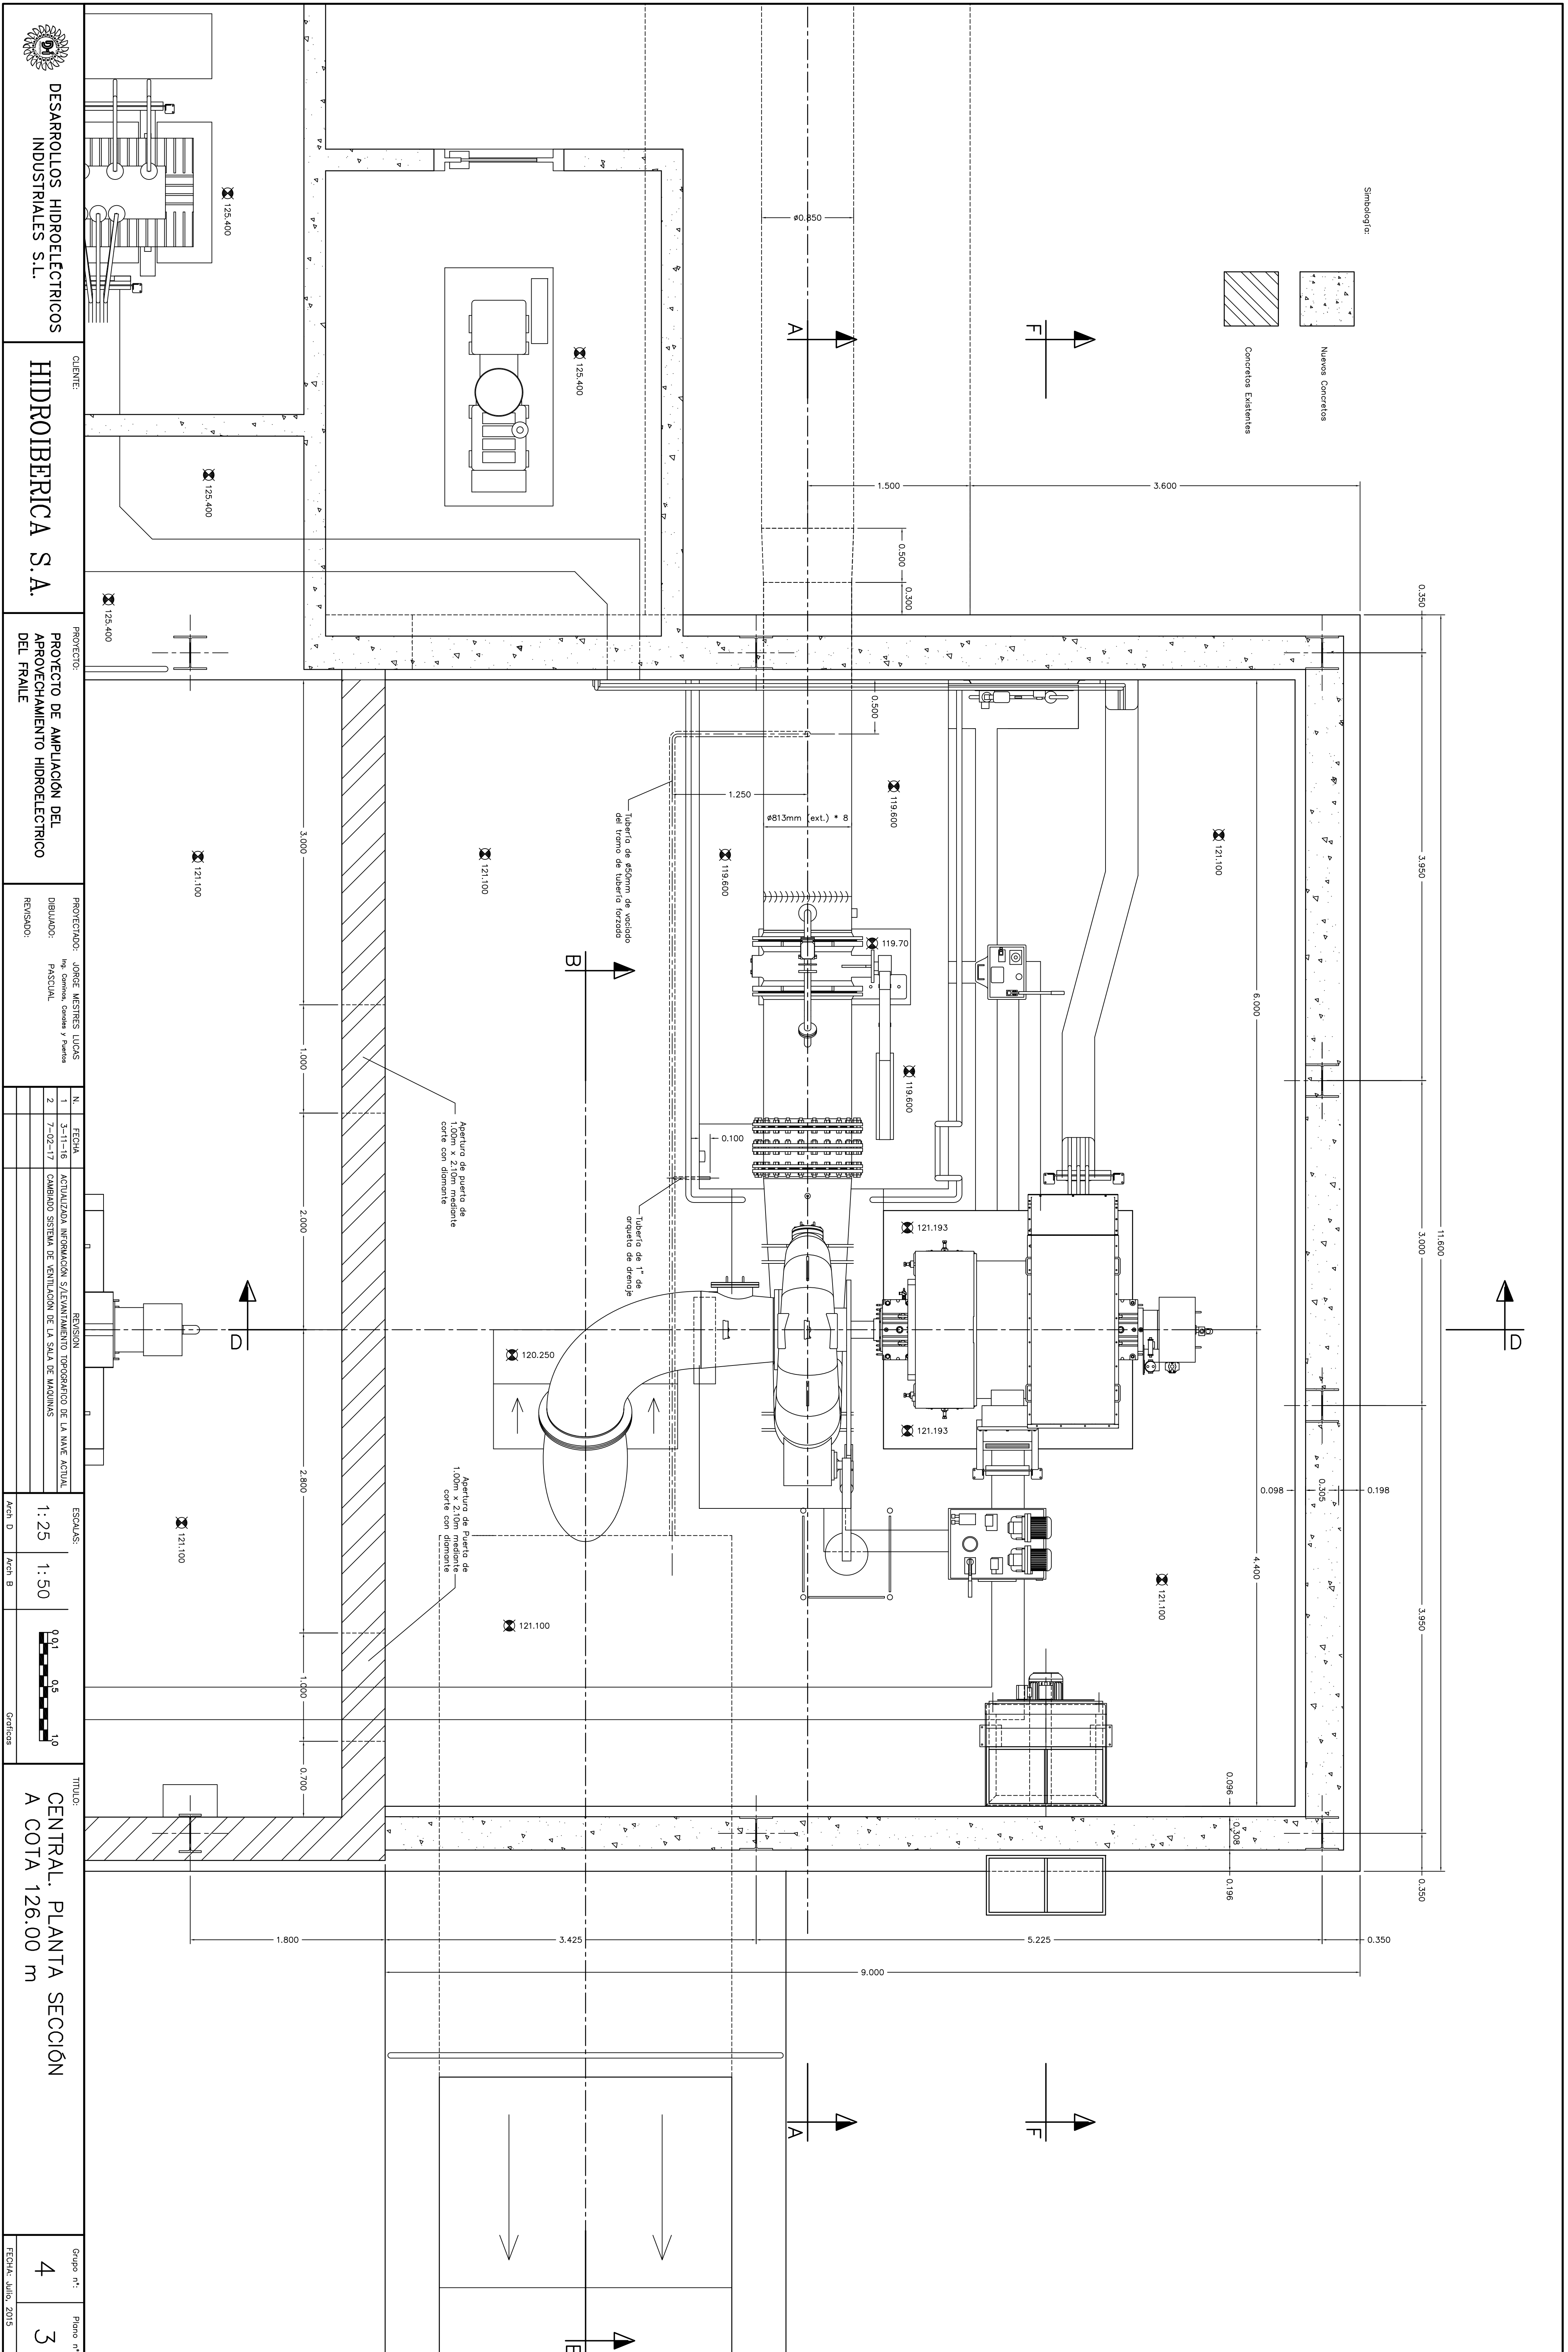 Simbología:
Nuevos Concretos
Concretos Existentes
F
A
ø0.850
125.400
125.400
125.400
125.400
1.500
3.600
0.500
0.300
0.350
3.950
11.600
3.000
3.950
0.350
0.500
1.250
ø813mm (ext.) * 8
119.600
119.600
121.100
121.100
121.100
Tubería de ø50mm de vaciado
del tramo de tubería forzada
119.70
119.600
6.000
3.000
1.000
2.000
2.800
1.000
0.700
B
Apertura de puerta de
1.00m x 2.10m mediante
corte con diamante
0.100
Tubería de 1" de
arqueta de drenaje
121.193
121.193
D
D
120.250
Apertura de Puerta de
1.00m x 2.10m mediante
corte con diamante
121.100
121.100
121.100
0.098
0.305
0.198
4.400
0.096
0.308
0.196
1.800
3.425
5.225
0.350
9.000
A
F
DESARROLLOS HIDROELÉCTRICOS
INDUSTRIALES S.L.
CLIENTE:
HIDROIBERICA S.A.
PROYECTO:
PROYECTO DE AMPLIACIÓN DEL
APROVECHAMIENTO HIDROELECTRICO
DEL FRAILE
PROYECTADO: JORGE MESTRES LUCAS
Ing. Caminos, Canales y Puertos
DIBUJADO: PASCUAL
REVISADO:
N. FECHA REVISION
1 3-11-16 ACTUALIZADA INFORMACIÓN S/LEVANTAMIENTO TOPOGRAFICO DE LA NAVE ACTUAL
2 7-02-17 CAMBIADO SISTEMA DE VENTILACIÓN DE LA SALA DE MAQUINAS
ESCALAS:
1:25 1:50
0 0.1 0.5 1.0
Arch D Arch B Graficas
TITULO:
CENTRAL. PLANTA SECCIÓN
A COTA 126.00 m
Grupo n°: Plano n°
4 3
FECHA: Julio, 2015